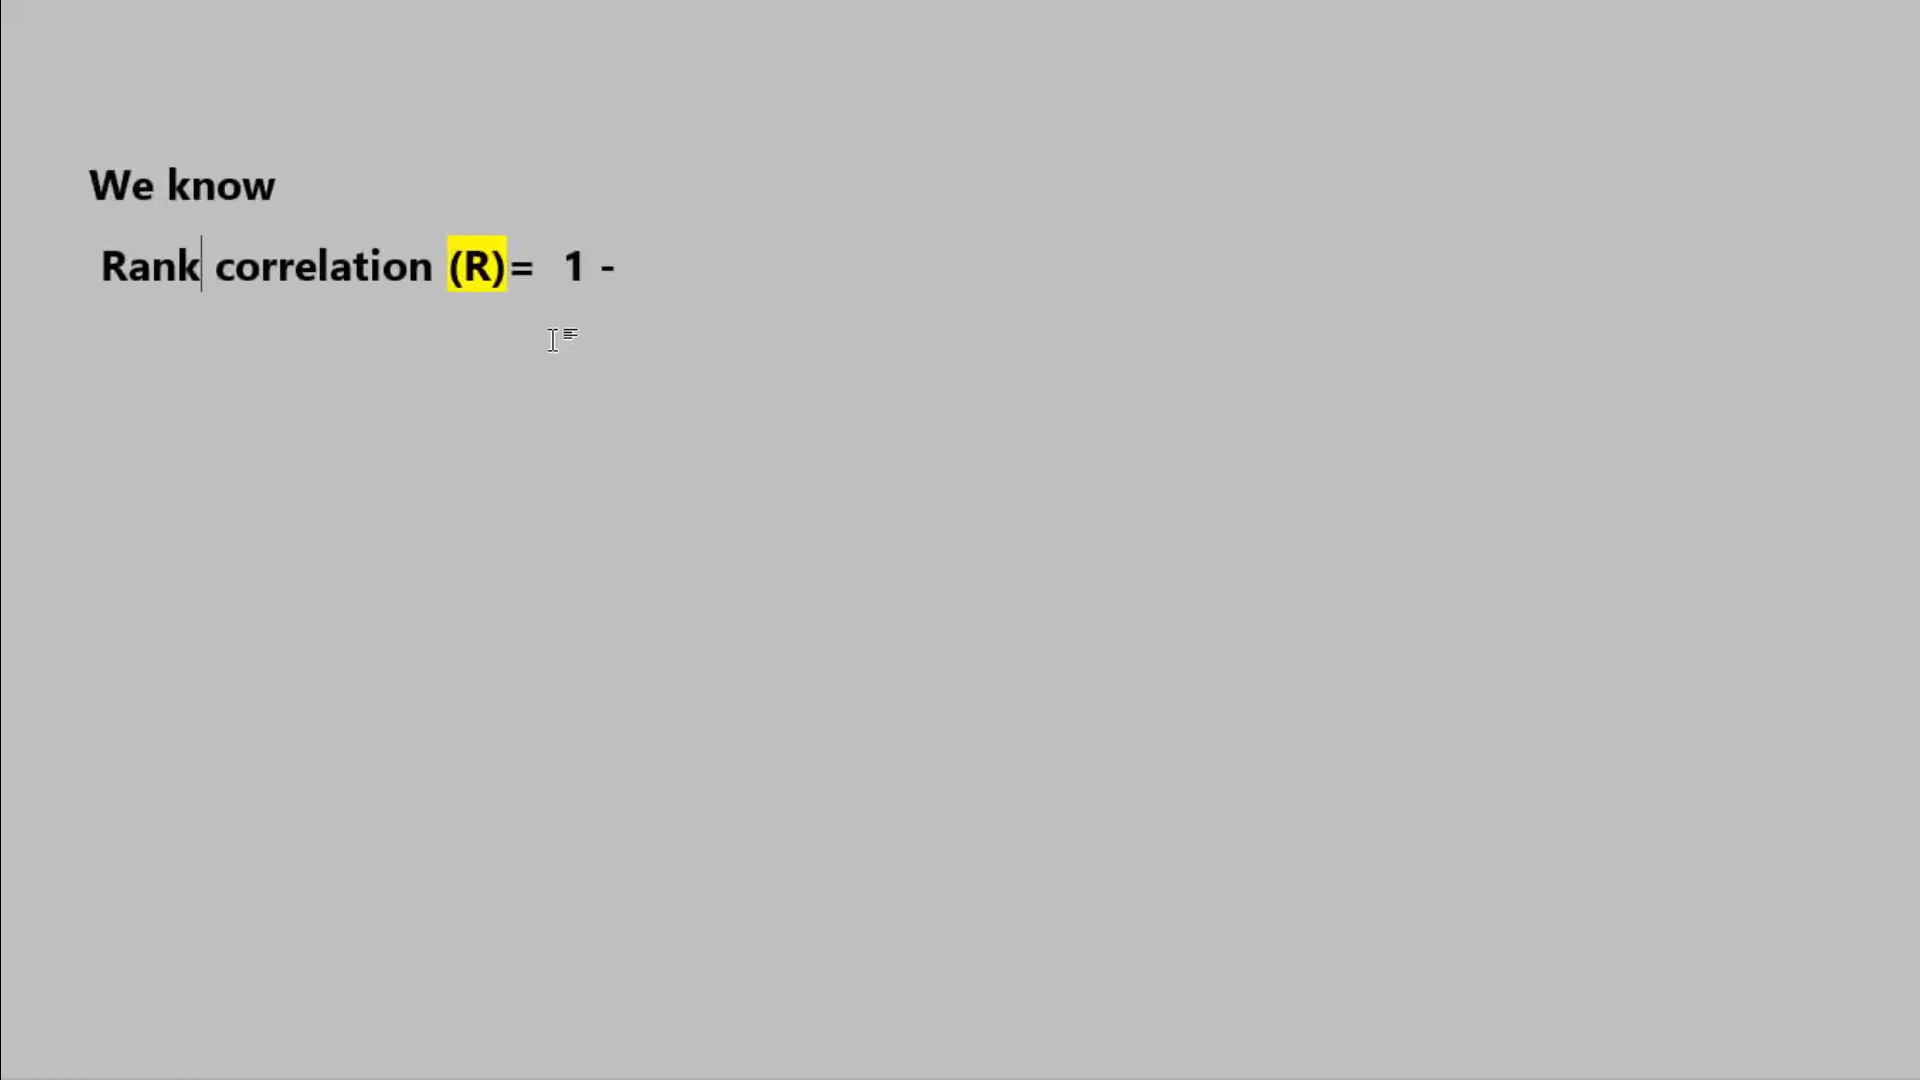 We know
Rank correlation (R)= 1 -